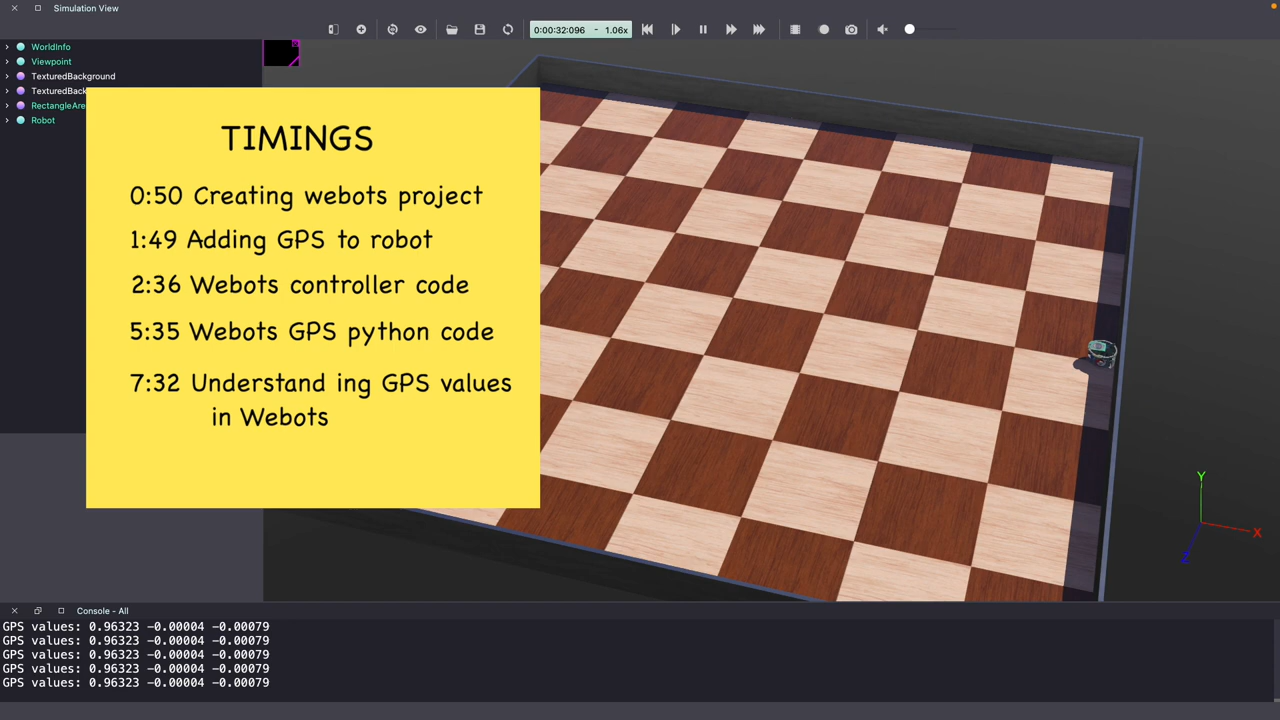 Simulation View
0:00:32:096 - 1.06x
WorldInfo
Viewpoint
TexturedBackground
TexturedBac
RectangleAre
Robot
TIMINGS
0:50 Creating webots project
1:49 Adding GPS to robot
2:36 Webots controller code
5:35 Webots GPS python code
7:32 Understand ing GPS values
in Webots
Y
X
Z
Console - All
GPS values: 0.96323 -0.00004 -0.00079
GPS values: 0.96323 -0.00004 -0.00079
GPS values: 0.96323 -0.00004 -0.00079
GPS values: 0.96323 -0.00004 -0.00079
GPS values: 0.96323 -0.00004 -0.00079